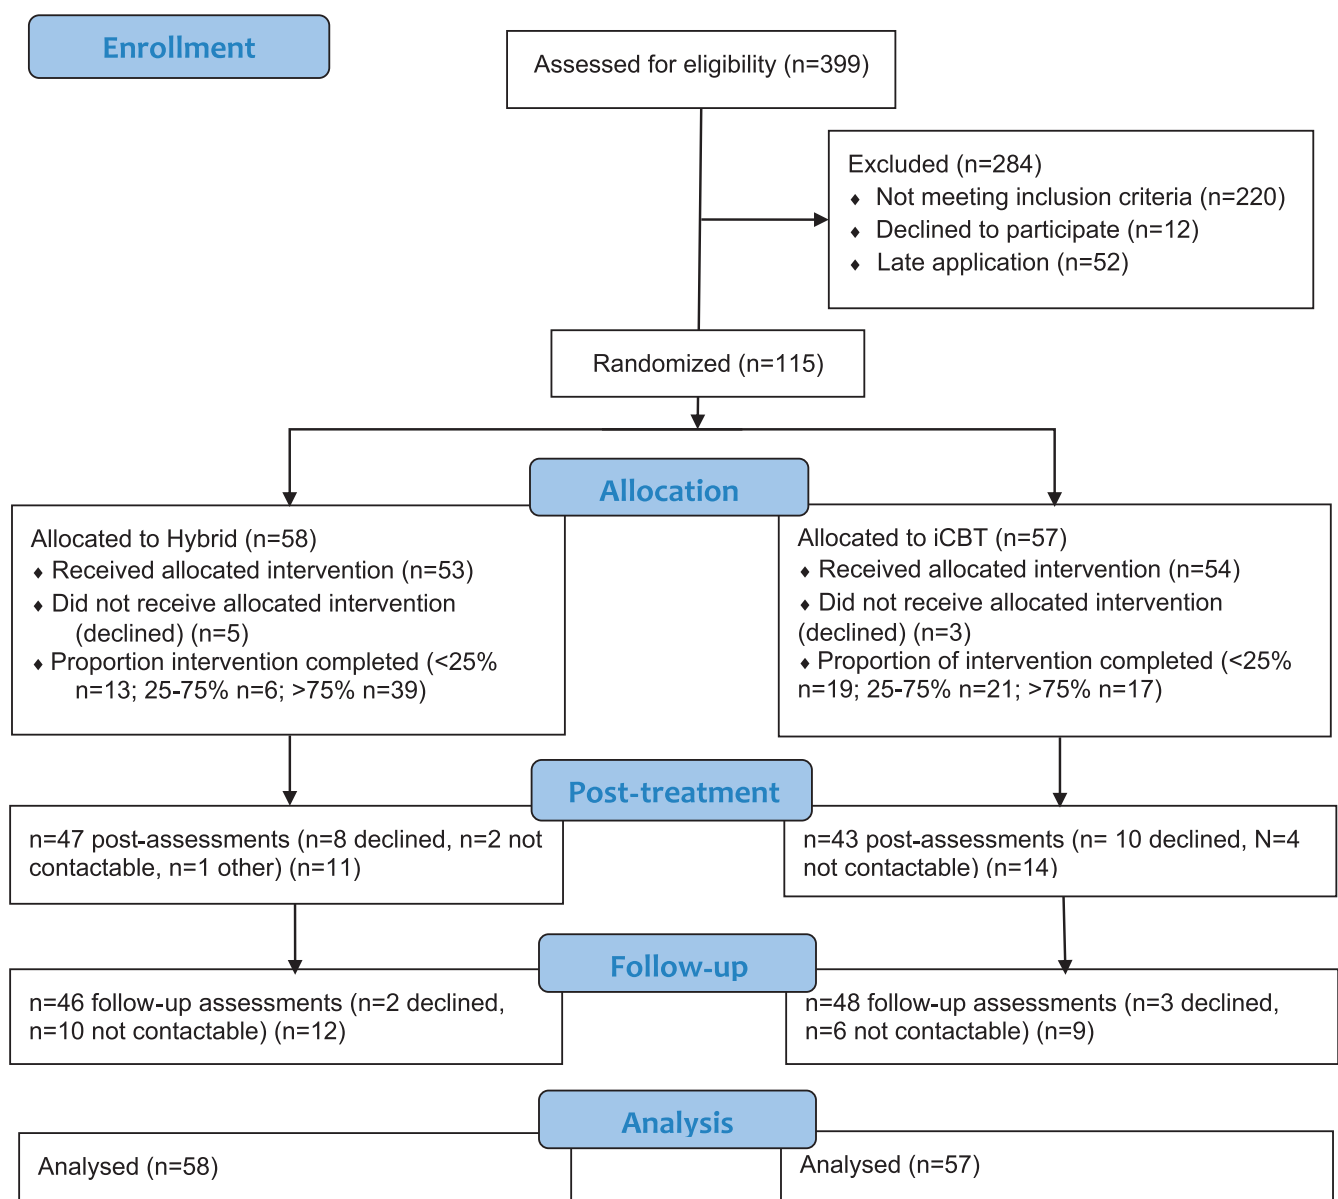 Enrollment
Assessed for eligibility (n=399)
Excluded (n=284)
♦ Not meeting inclusion criteria (n=220)
♦ Declined to participate (n=12)
♦ Late application (n=52)
Randomized (n=115)
Allocation
Allocated to Hybrid (n=58)
♦ Received allocated intervention (n=53)
♦ Did not receive allocated intervention
(declined) (n=5)
♦ Proportion intervention completed (<25%
n=13; 25-75% n=6; >75% n=39)
Allocated to iCBT (n=57)
♦ Received allocated intervention (n=54)
♦ Did not receive allocated intervention
(declined) (n=3)
♦ Proportion of intervention completed (<25%
n=19; 25-75% n=21; >75% n=17)
Post-treatment
n=47 post-assessments (n=8 declined, n=2 not
contactable, n=1 other) (n=11)
n=43 post-assessments (n= 10 declined, N=4
not contactable) (n=14)
Follow-up
n=46 follow-up assessments (n=2 declined,
n=10 not contactable) (n=12)
n=48 follow-up assessments (n=3 declined,
n=6 not contactable) (n=9)
Analysis
Analysed (n=58)
Analysed (n=57)